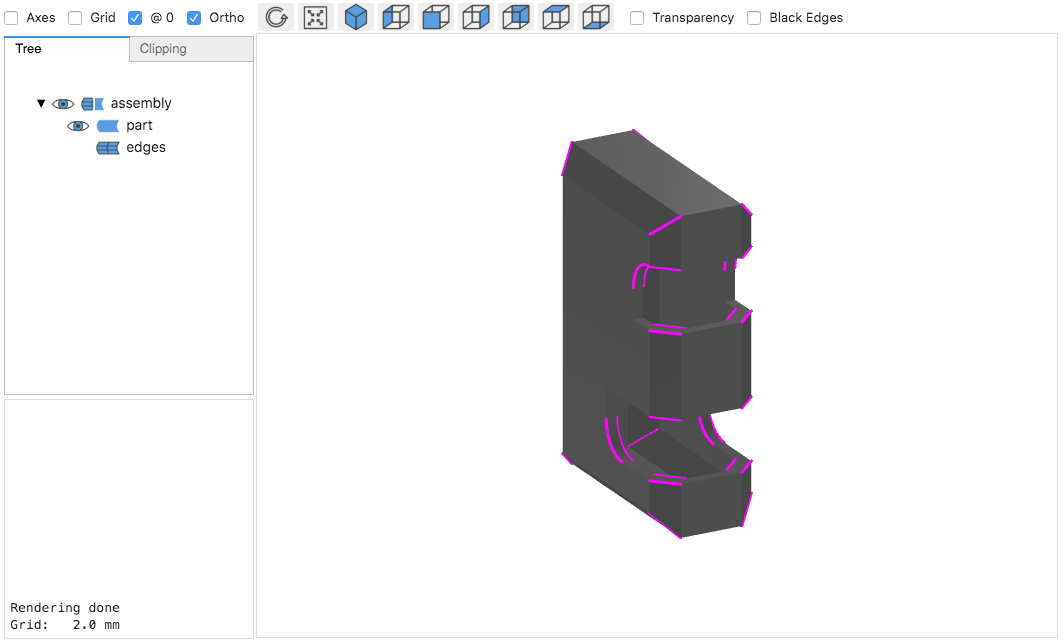 Axes Grid @ 0 Ortho Transparency Black Edges
Tree Clipping
assembly
part
edges
Rendering done
Grid: 2.0 mm